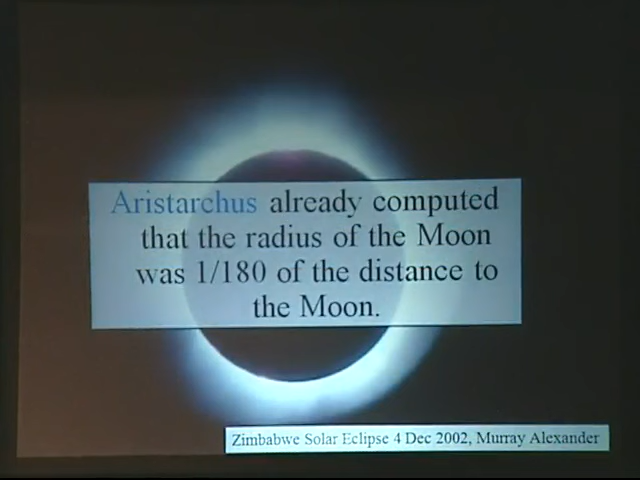 Aristarchus already computed
that the radius of the Moon
was 1/180 of the distance to
the Moon.
Zimbabwe Solar Eclipse 4 Dec 2002, Murray Alexander